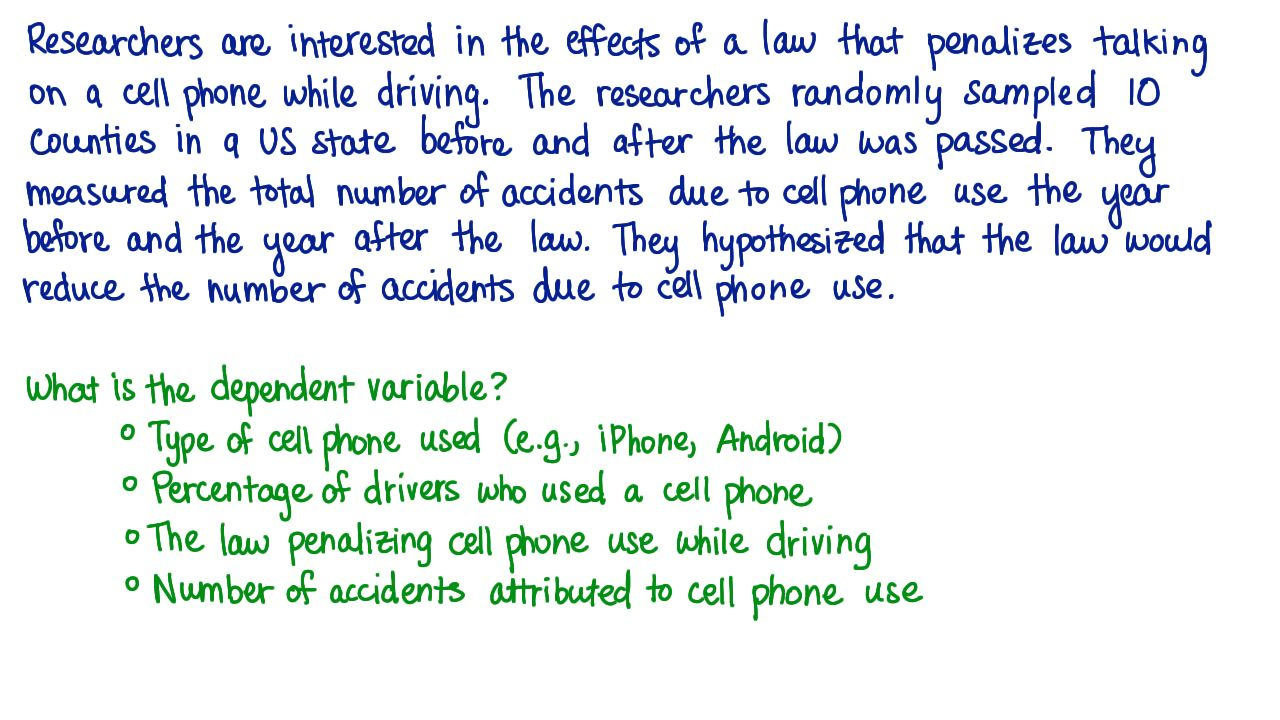 Researchers are interested in the effects of a law that penalizes talking
on a cell phone while driving. The researchers randomly sampled 10
counties in a US state before and after the law was passed. They
measured the total number of accidents due to cell phone use the year
before and the year after the law. They hypothesized that the law would
reduce the number of accidents due to cell phone use.
What is the dependent variable?
○ Type of cell phone used (e.g., iPhone, Android)
○ Percentage of drivers who used a cell phone
○ The law penalizing cell phone use while driving
○ Number of accidents attributed to cell phone use